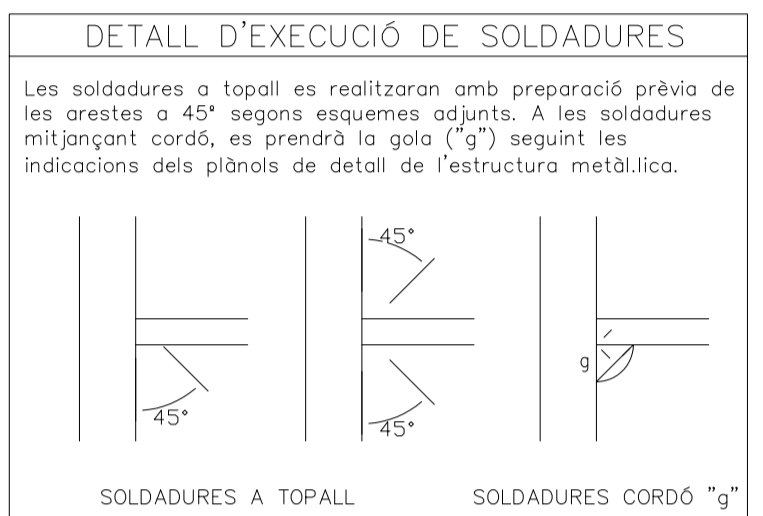 DETALL D'EXECUCIÓ DE SOLDADURES
Les soldadures a topall es realitzaran amb preparació prèvia de
les arestes a 45° segons esquemes adjunts. A les soldadures
mitjançant cordó, es prendrà la gola ("g") seguint les
indicacions dels plànols de detall de l'estructura metàl.lica.
45°
45°
45°
g
SOLDADURES A TOPALL
SOLDADURES CORDÓ "g"